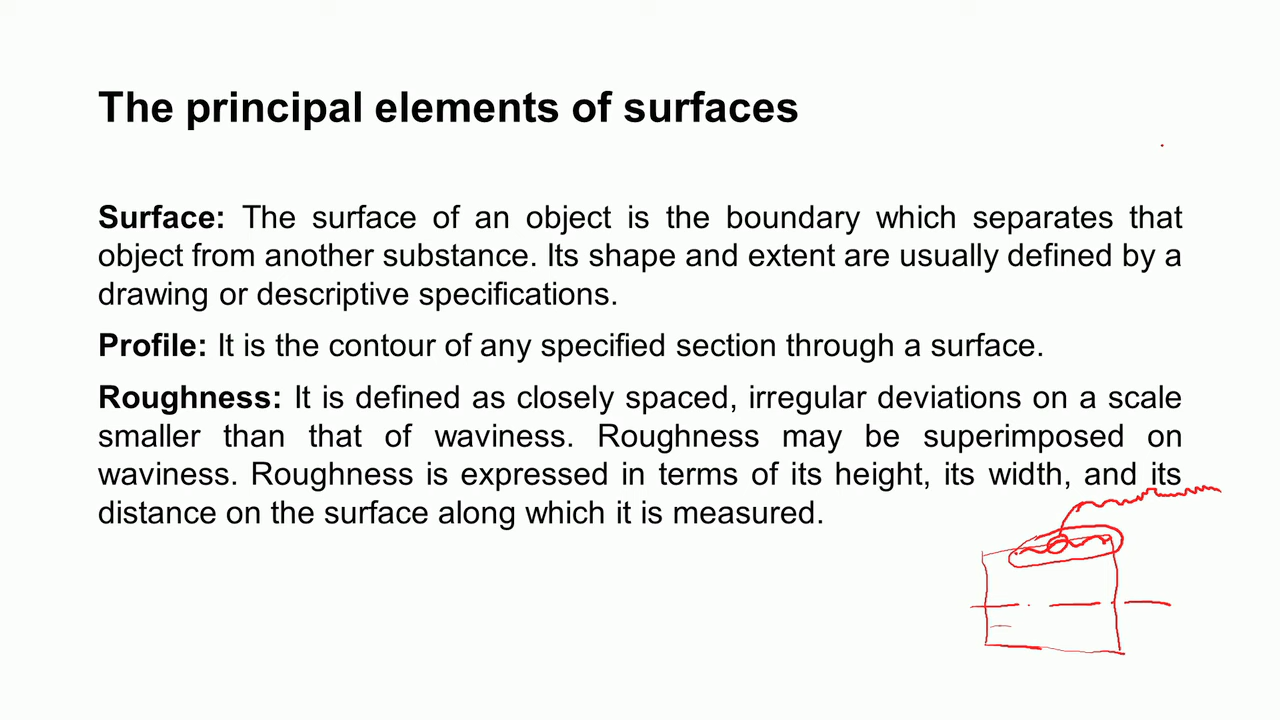 The principal elements of surfaces
Surface: The surface of an object is the boundary which separates that
object from another substance. Its shape and extent are usually defined by a
drawing or descriptive specifications.
Profile: It is the contour of any specified section through a surface.
Roughness: It is defined as closely spaced, irregular deviations on a scale
smaller than that of waviness. Roughness may be superimposed on
waviness. Roughness is expressed in terms of its height, its width, and its
distance on the surface along which it is measured.